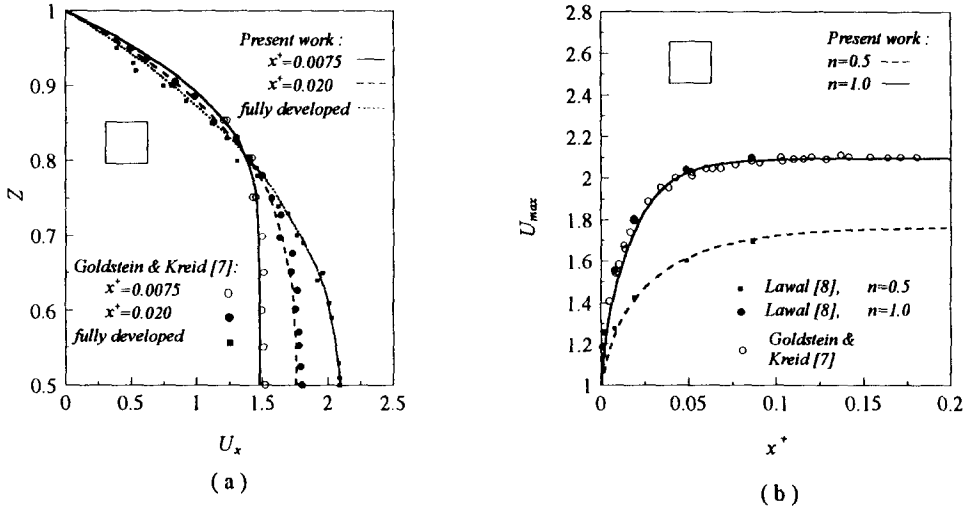 Present work :
x⁺=0.0075
x⁺=0.020
fully developed
Goldstein & Kreid [7]:
x⁺=0.0075
x⁺=0.020
fully developed
1
0.9
0.8
0.7
0.6
0.5
Z
0 0.5 1 1.5 2 2.5
U_x
( a )
2.8
2.6
2.4
2.2
2.0
1.8
1.6
1.4
1.2
1
U_max
Present work :
n=0.5
n=1.0
Lawal [8], n=0.5
Lawal [8], n=1.0
Goldstein &
Kreid [7]
0 0.05 0.1 0.15 0.2
x⁺
( b )